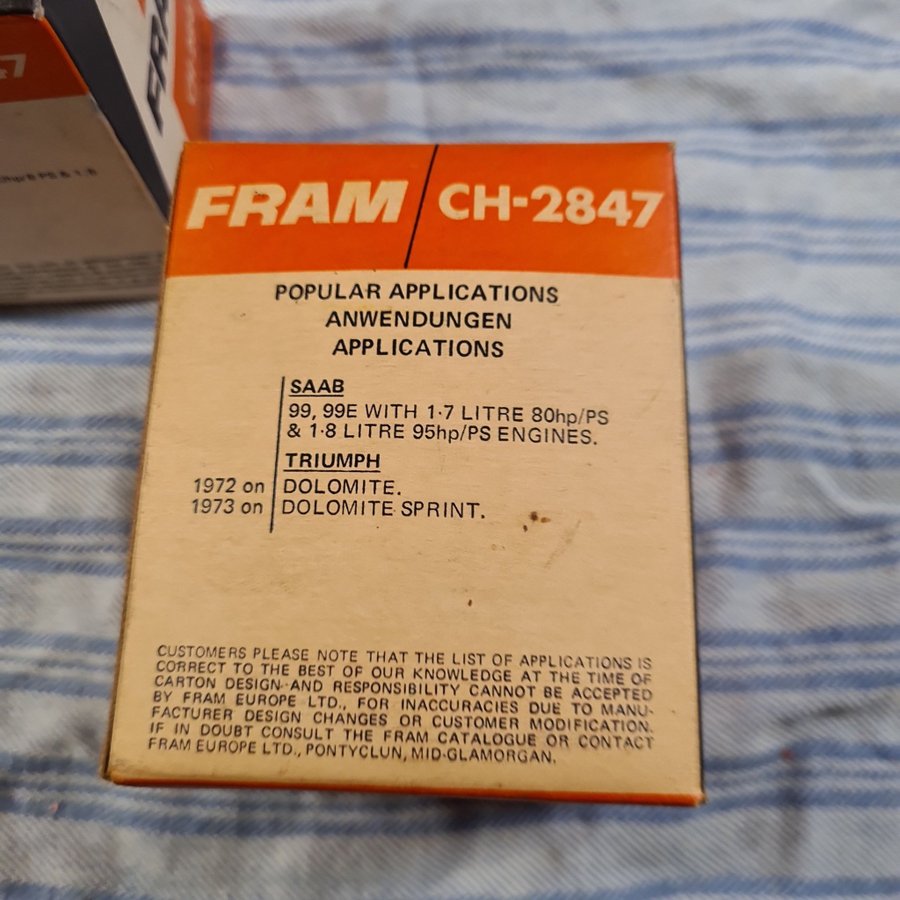 FRAM
FRAM CH-2847
POPULAR APPLICATIONS
ANWENDUNGEN
APPLICATIONS
SAAB
99, 99E WITH 1·7 LITRE 80hp/PS
& 1·8 LITRE 95hp/PS ENGINES.
TRIUMPH
1972 on DOLOMITE.
1973 on DOLOMITE SPRINT.
CUSTOMERS PLEASE NOTE THAT THE LIST OF APPLICATIONS IS
CORRECT TO THE BEST OF OUR KNOWLEDGE AT THE TIME OF
CARTON DESIGN AND RESPONSIBILITY CANNOT BE ACCEPTED
BY FRAM EUROPE LTD., FOR INACCURACIES DUE TO MANU-
FACTURER DESIGN CHANGES OR CUSTOMER MODIFICATION.
IF IN DOUBT CONSULT THE FRAM CATALOGUE OR CONTACT
FRAM EUROPE LTD., PONTYCLUN, MID-GLAMORGAN.